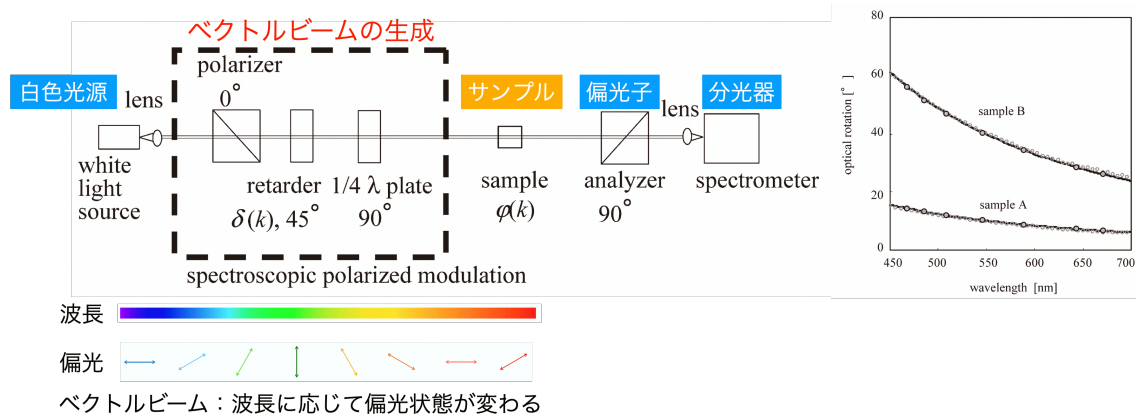 ベクトルビームの生成
polarizer
0°
白色光源
lens
サンプル
偏光子
lens
分光器
white
light
source
retarder
δ(k), 45°
1/4 λ plate
90°
sample
φ(k)
analyzer
90°
spectrometer
spectroscopic polarized modulation
波長
偏光
ベクトルビーム：波長に応じて偏光状態が変わる
optical rotation [°]
80
60
40
20
0
sample B
sample A
450 500 550 600 650 700
wavelength [nm]